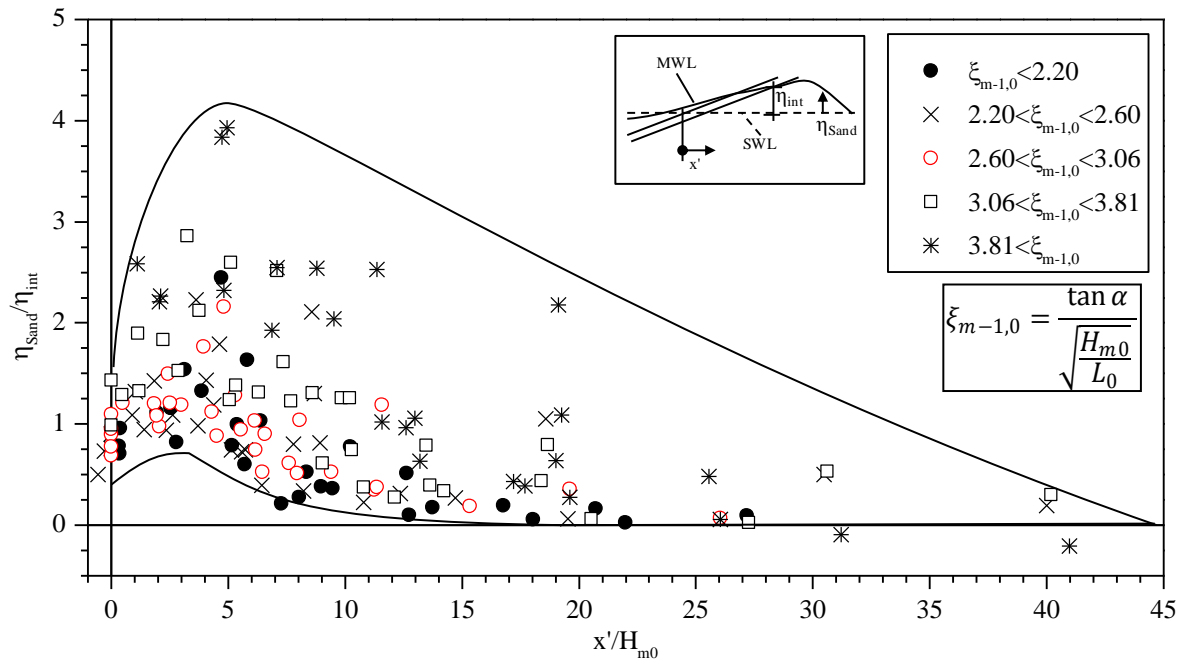 5
4
3
2
1
0
η_Sand/η_int
0 5 10 15 20 25 30 35 40 45
x'/H_m0
MWL
SWL
η_int
η_Sand
x'
ξ_m-1,0<2.20
2.20<ξ_m-1,0<2.60
2.60<ξ_m-1,0<3.06
3.06<ξ_m-1,0<3.81
3.81<ξ_m-1,0
ξ_m−1,0 = tan α / √(H_m0 / L_0)